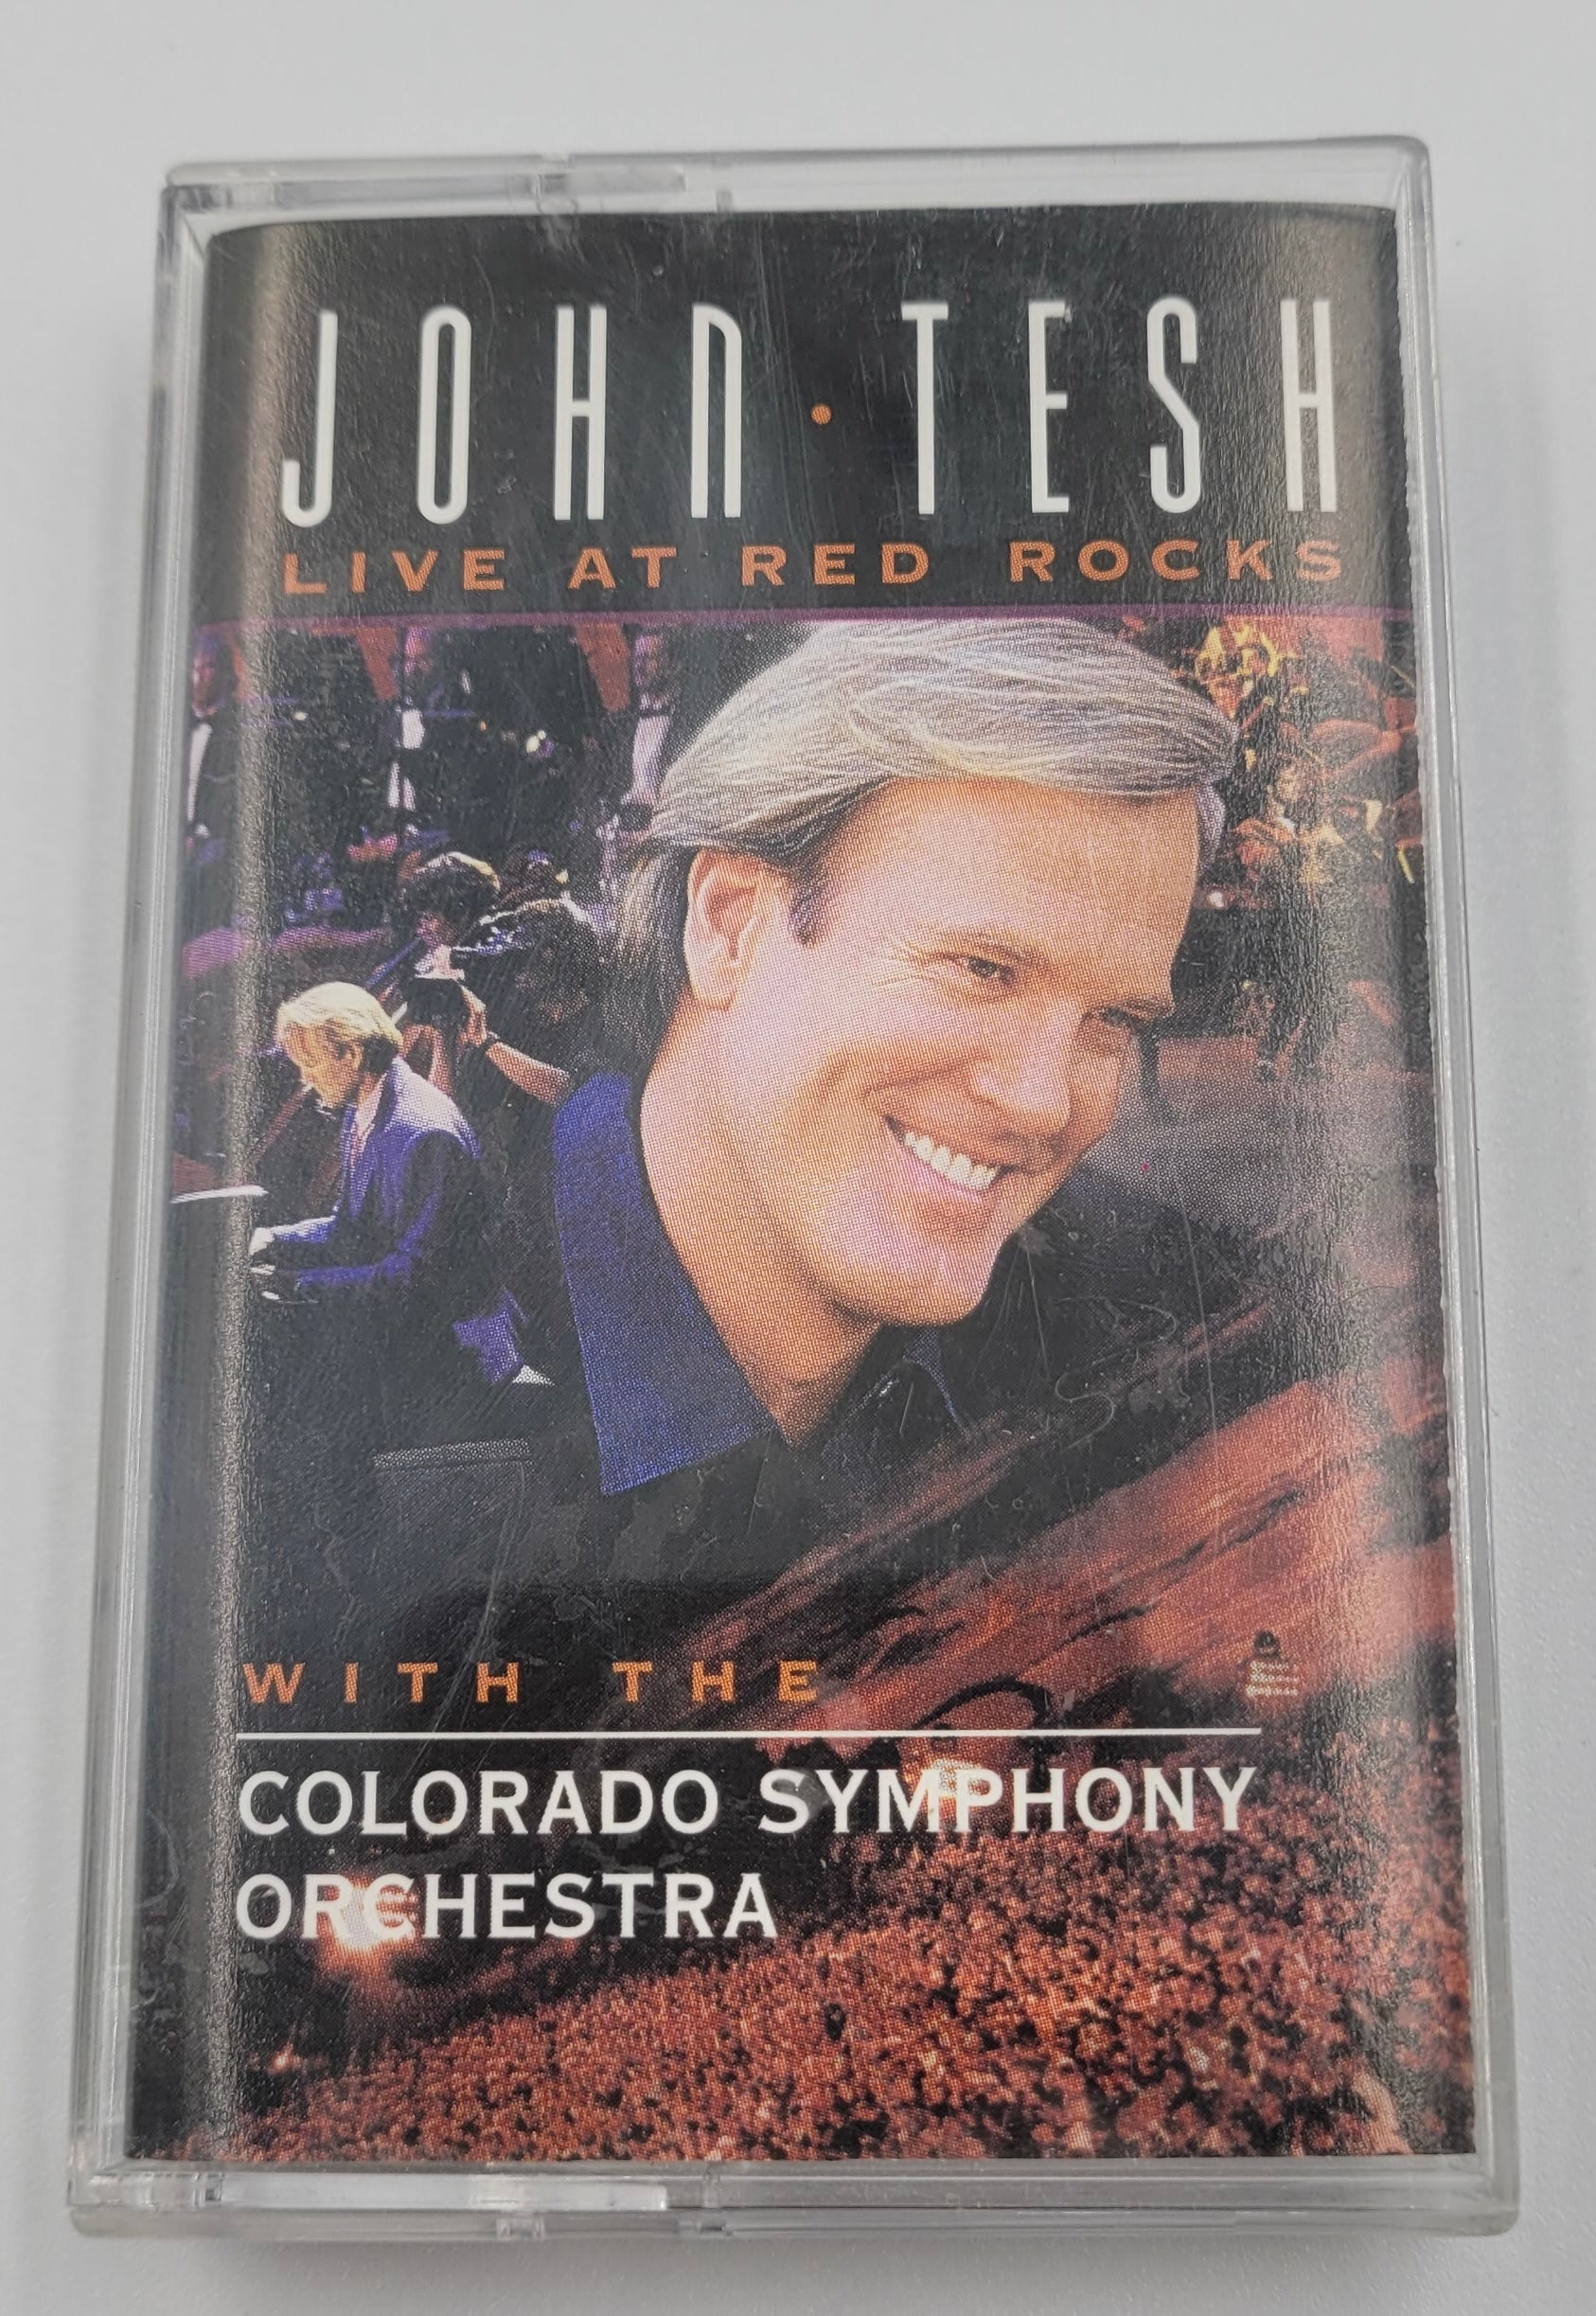 JOHN · TESH
LIVE AT RED ROCKS
WITH THE
COLORADO SYMPHONY
ORCHESTRA